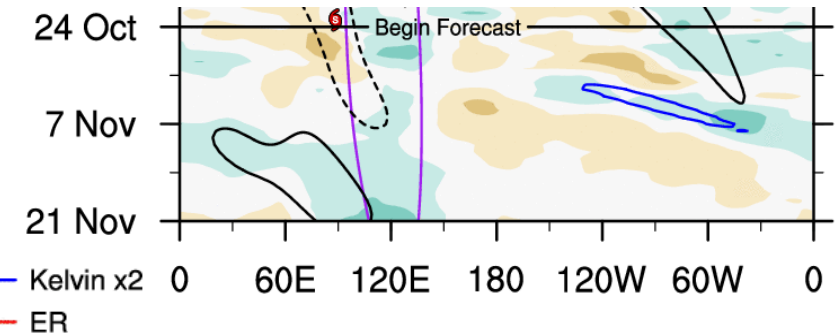 24 Oct
Begin Forecast
S
7 Nov
21 Nov
0 60E 120E 180 120W 60W 0
Kelvin x2
ER